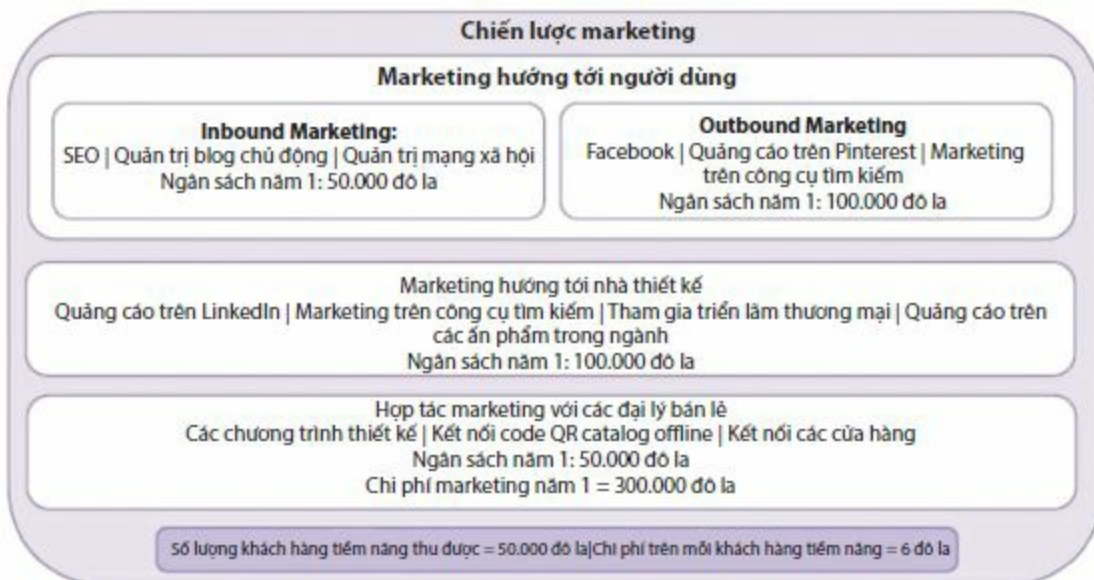 Chiến lược marketing
Marketing hướng tới người dùng
Inbound Marketing:
SEO | Quản trị blog chủ động | Quản trị mạng xã hội
Ngân sách năm 1: 50.000 đô la
Outbound Marketing
Facebook | Quảng cáo trên Pinterest | Marketing
trên công cụ tìm kiếm
Ngân sách năm 1: 100.000 đô la
Marketing hướng tới nhà thiết kế
Quảng cáo trên LinkedIn | Marketing trên công cụ tìm kiếm | Tham gia triển lãm thương mại | Quảng cáo trên
các ấn phẩm trong ngành
Ngân sách năm 1: 100.000 đô la
Hợp tác marketing với các đại lý bán lẻ
Các chương trình thiết kế | Kết nối code QR catalog offline | Kết nối các cửa hàng
Ngân sách năm 1: 50.000 đô la
Chi phí marketing năm 1 = 300.000 đô la
Số lượng khách hàng tiềm năng thu được = 50.000 đô la|Chi phí trên mỗi khách hàng tiềm năng = 6 đô la